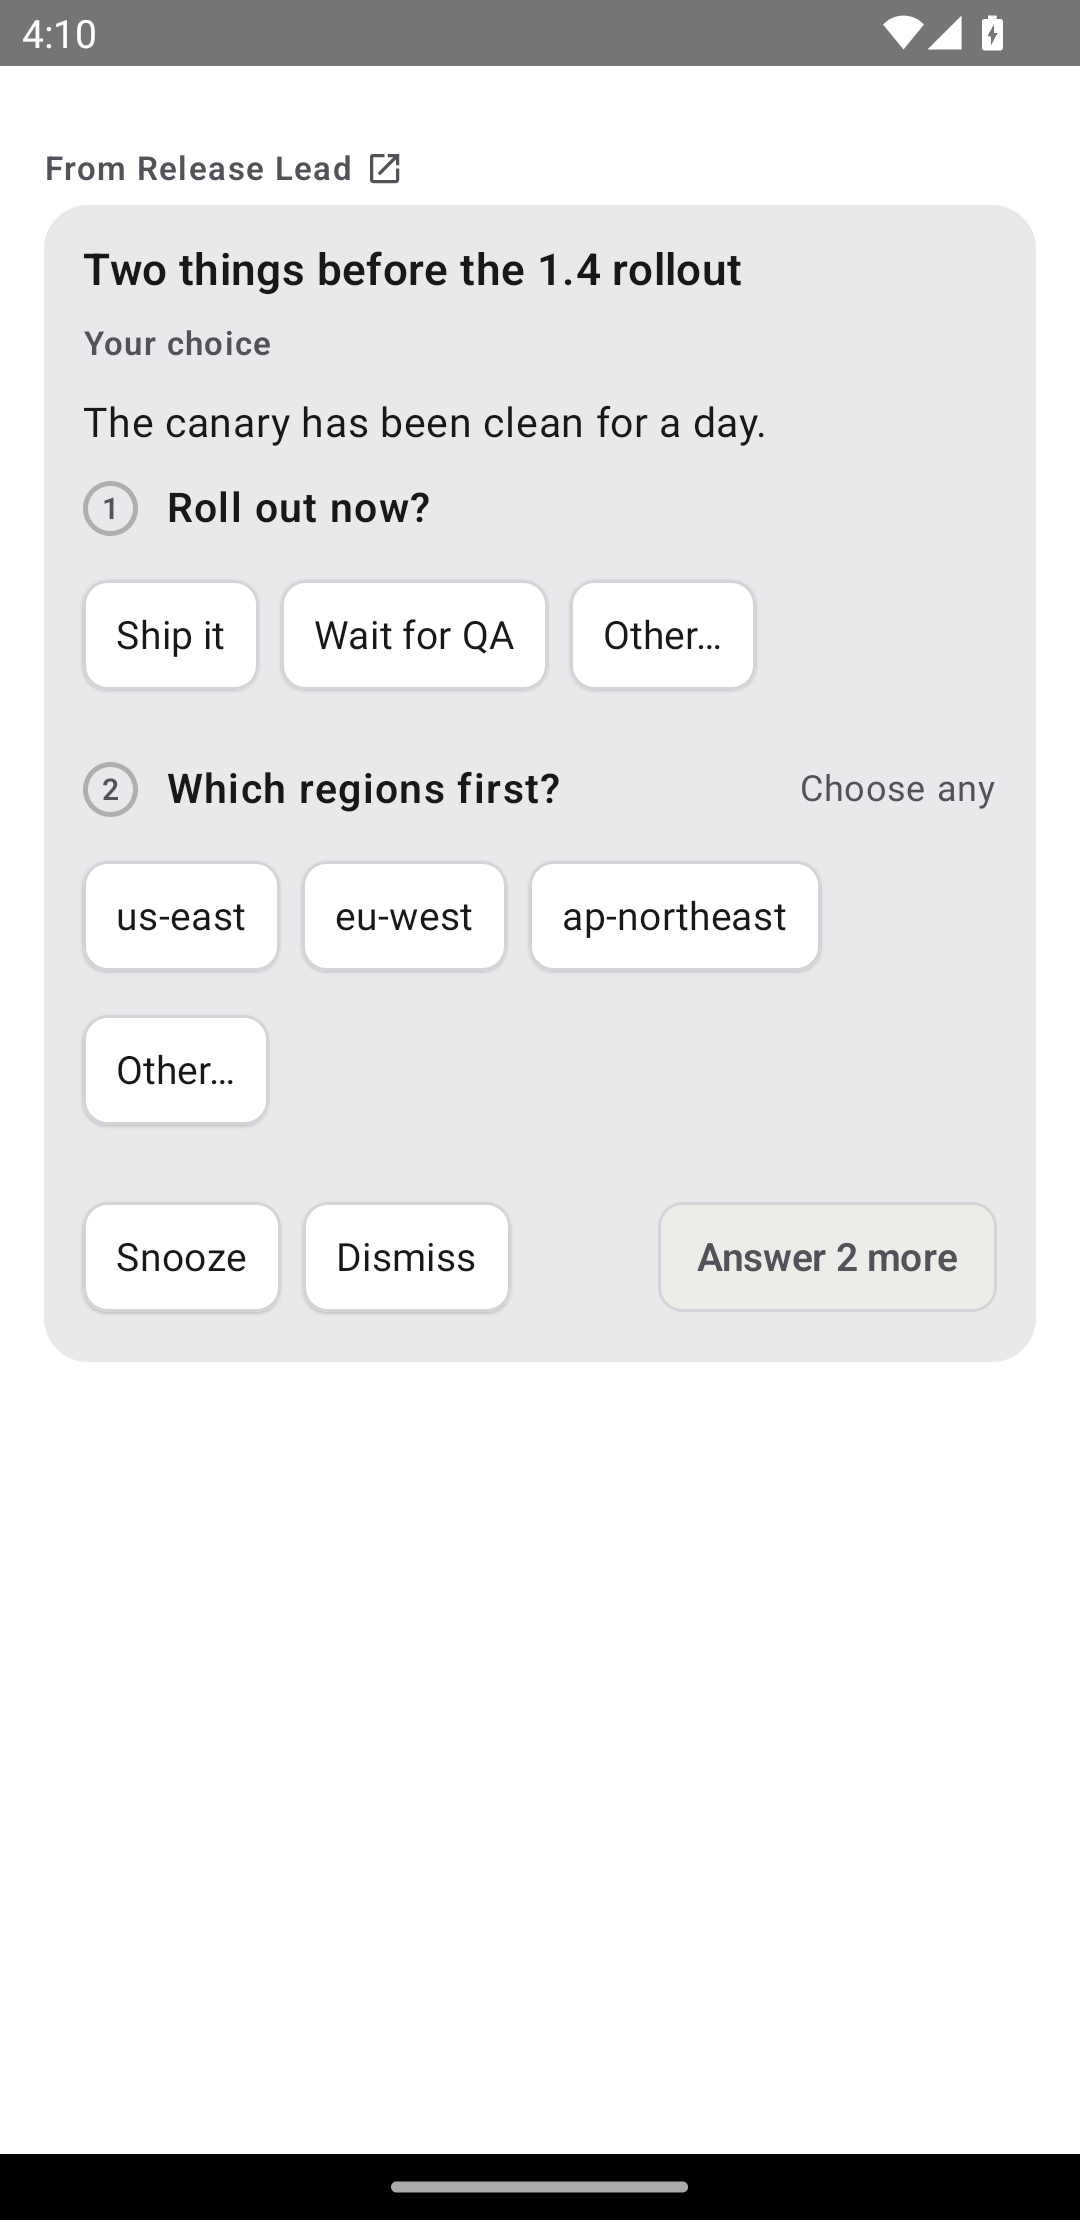 4:10
From Release Lead
Two things before the 1.4 rollout
Your choice
The canary has been clean for a day.
1 Roll out now?
Ship it Wait for QA Other...
2 Which regions first? Choose any
us-east eu-west ap-northeast
Other...
Snooze Dismiss Answer 2 more